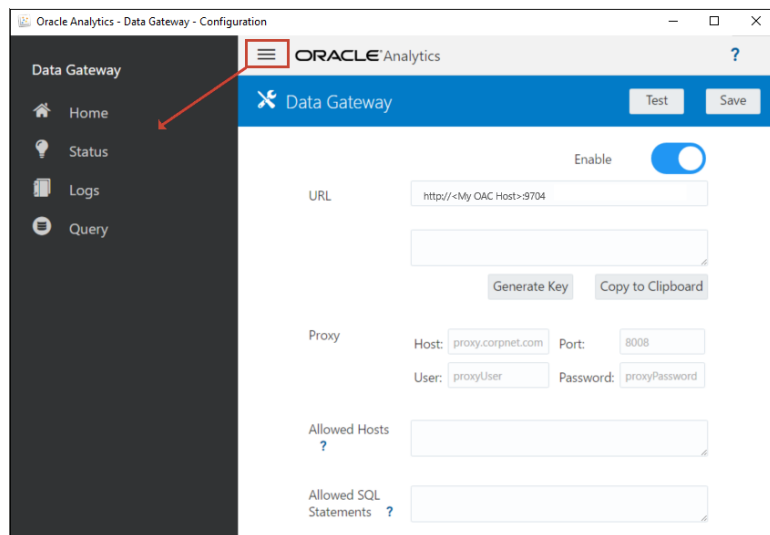 Oracle Analytics - Data Gateway - Configuration
Data Gateway
Home
Status
Logs
Query
ORACLE Analytics
?
Data Gateway
Test
Save
Enable
URL
http://<My OAC Host>:9704
Generate Key
Copy to Clipboard
Proxy
Host: proxy.corpnet.com Port: 8008
User: proxyUser Password: proxyPassword
Allowed Hosts
?
Allowed SQL
Statements ?